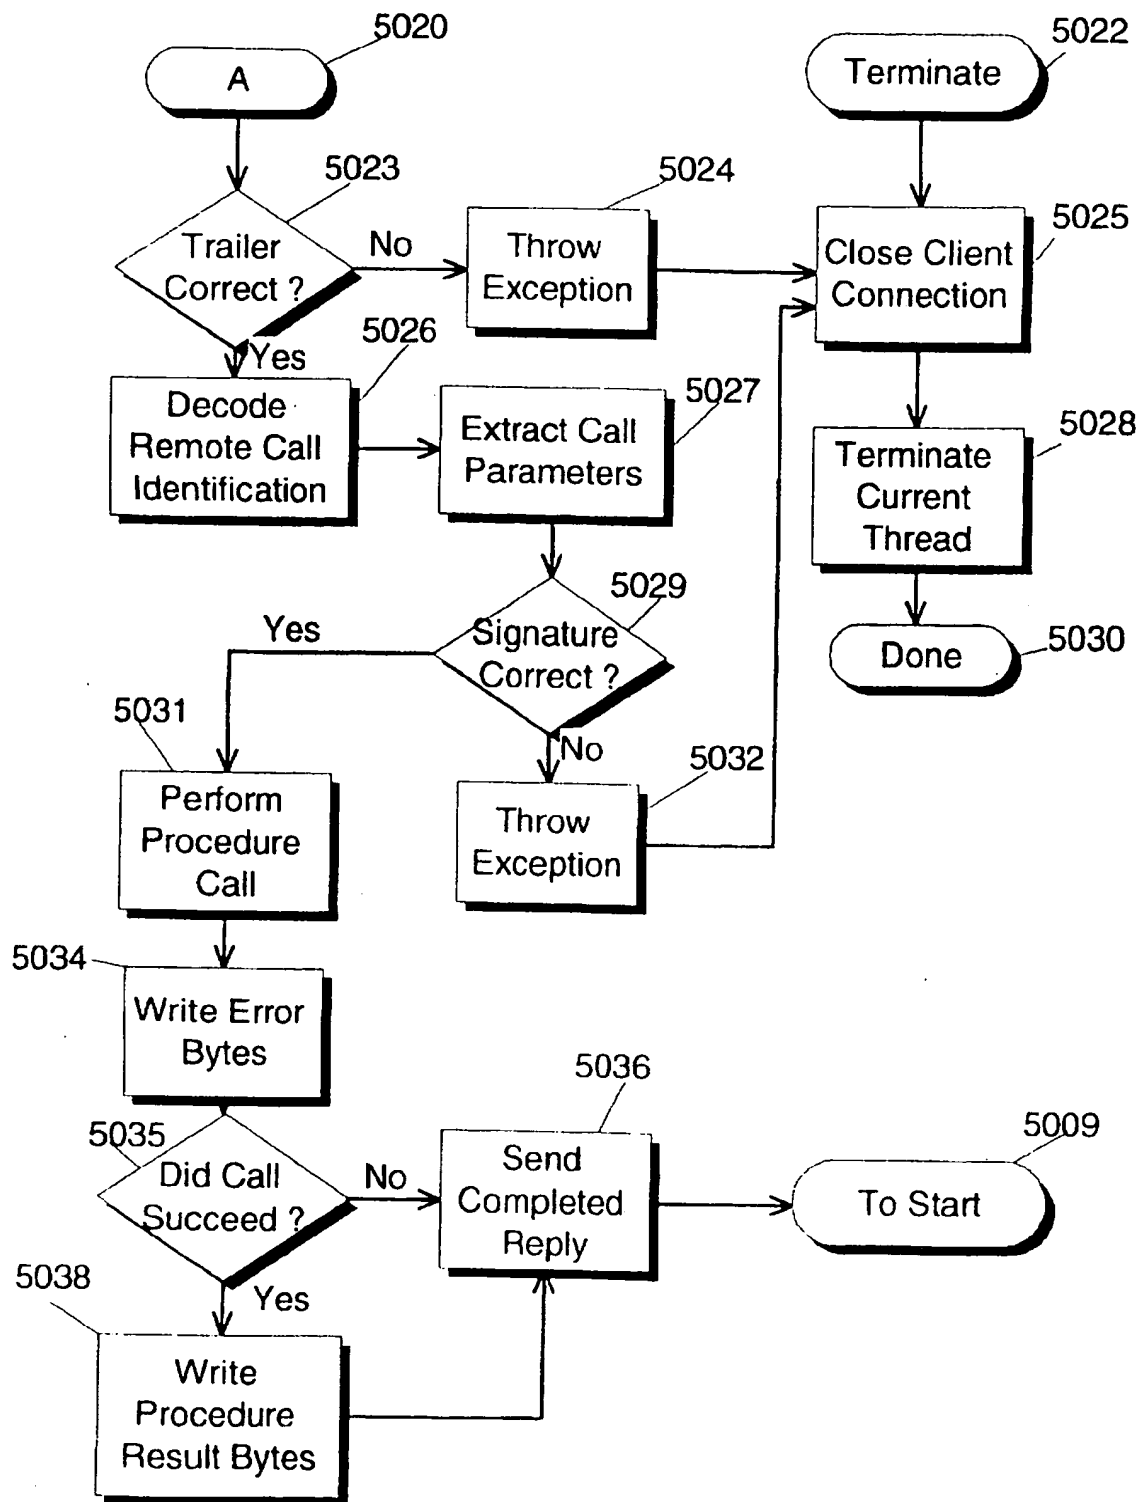 5020
A
5022
Terminate
5023
Trailer
Correct ?
No
Yes
5024
Throw
Exception
5025
Close Client
Connection
5026
Decode
Remote Call
Identification
5027
Extract Call
Parameters
5028
Terminate
Current
Thread
5029
Signature
Correct ?
Yes
No
5030
Done
5031
Perform
Procedure
Call
5032
Throw
Exception
5034
Write Error
Bytes
5035
Did Call
Succeed ?
No
Yes
5036
Send
Completed
Reply
5009
To Start
5038
Write
Procedure
Result Bytes